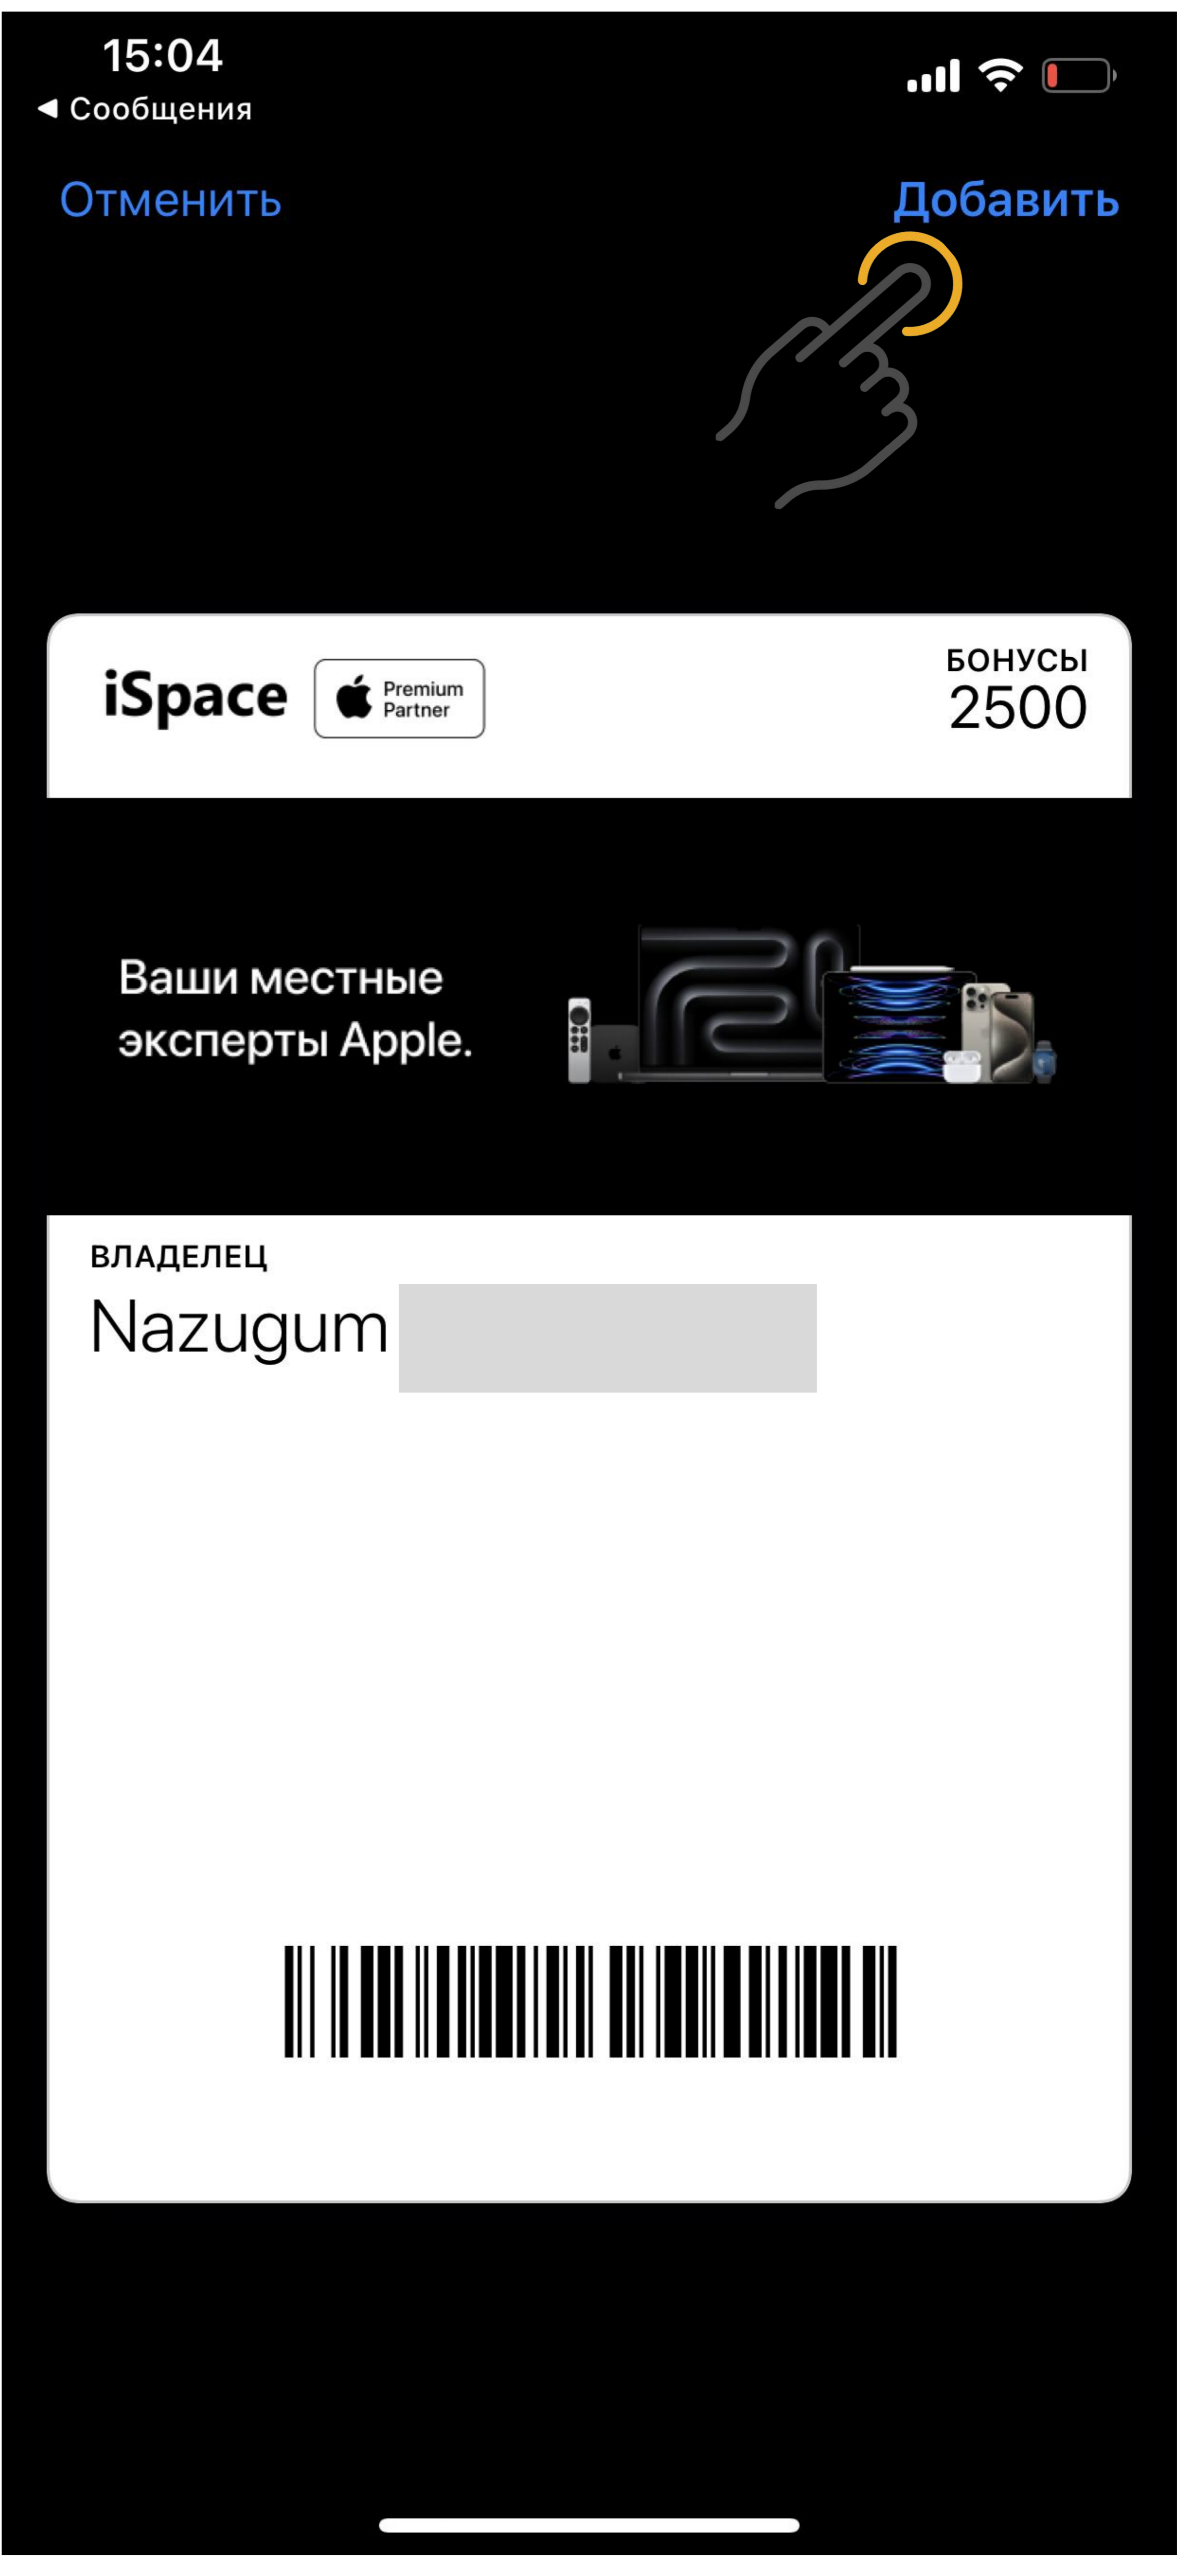 15:04
Сообщения
Отменить
Добавить
iSpace
Premium
Partner
БОНУСЫ
2500
Ваши местные
эксперты Apple.
ВЛАДЕЛЕЦ
Nazugum